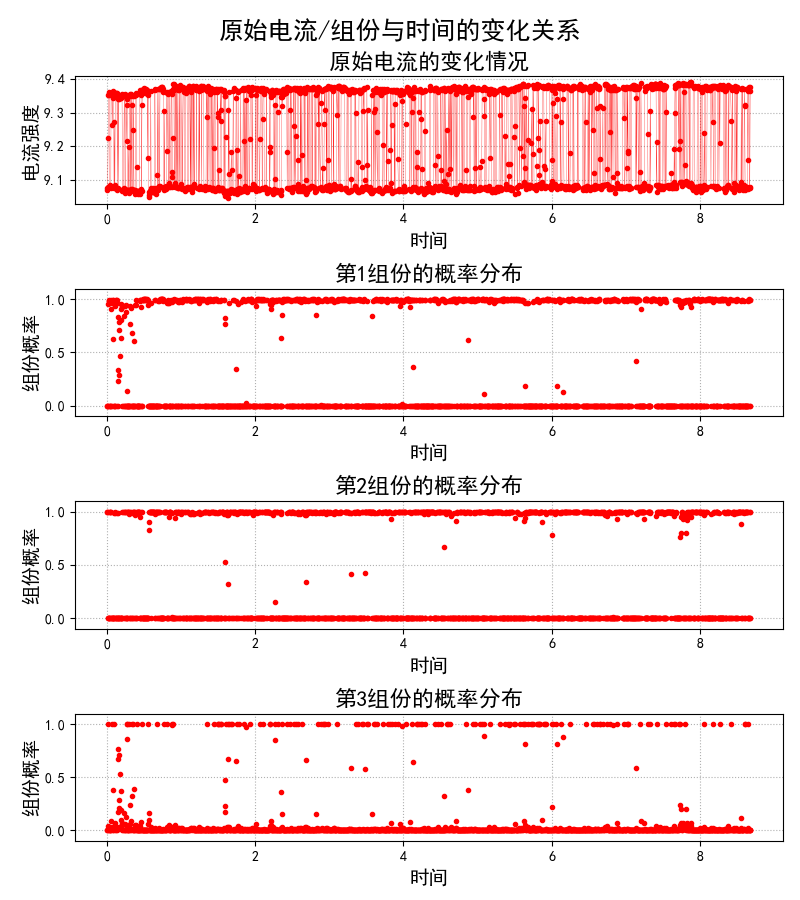 原始电流/组份与时间的变化关系
原始电流的变化情况
电流强度
9.4
9.3
9.2
9.1
0 2 4 6 8
时间
第1组份的概率分布
组份概率
1.0
0.5
0.0
0 2 4 6 8
时间
第2组份的概率分布
组份概率
1.0
0.5
0.0
0 2 4 6 8
时间
第3组份的概率分布
组份概率
1.0
0.5
0.0
0 2 4 6 8
时间